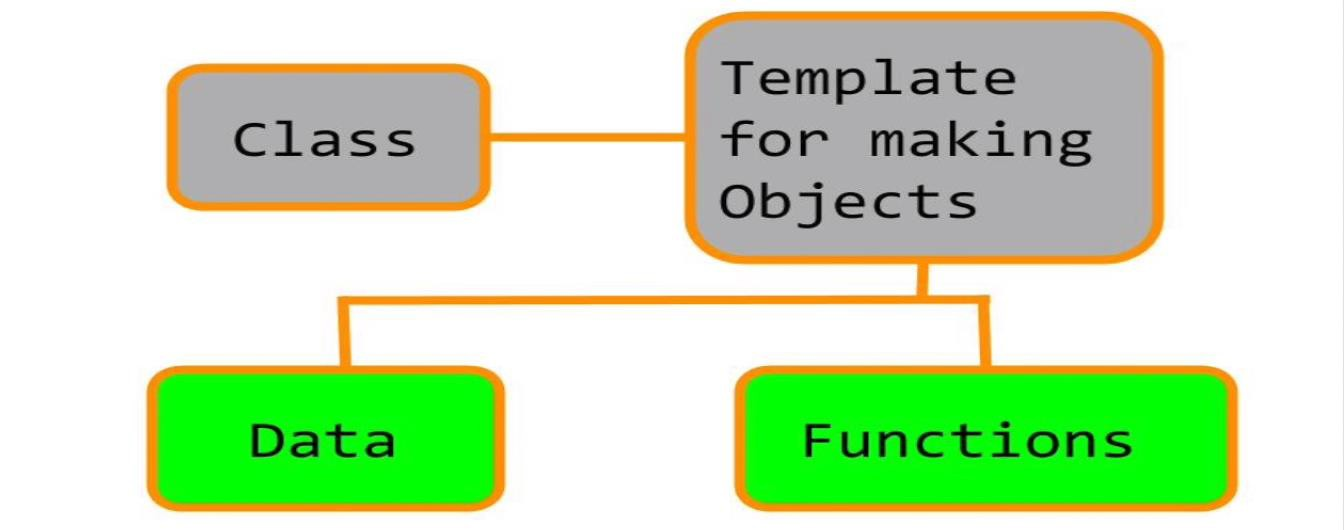 Class
Template
for making
Objects
Data
Functions